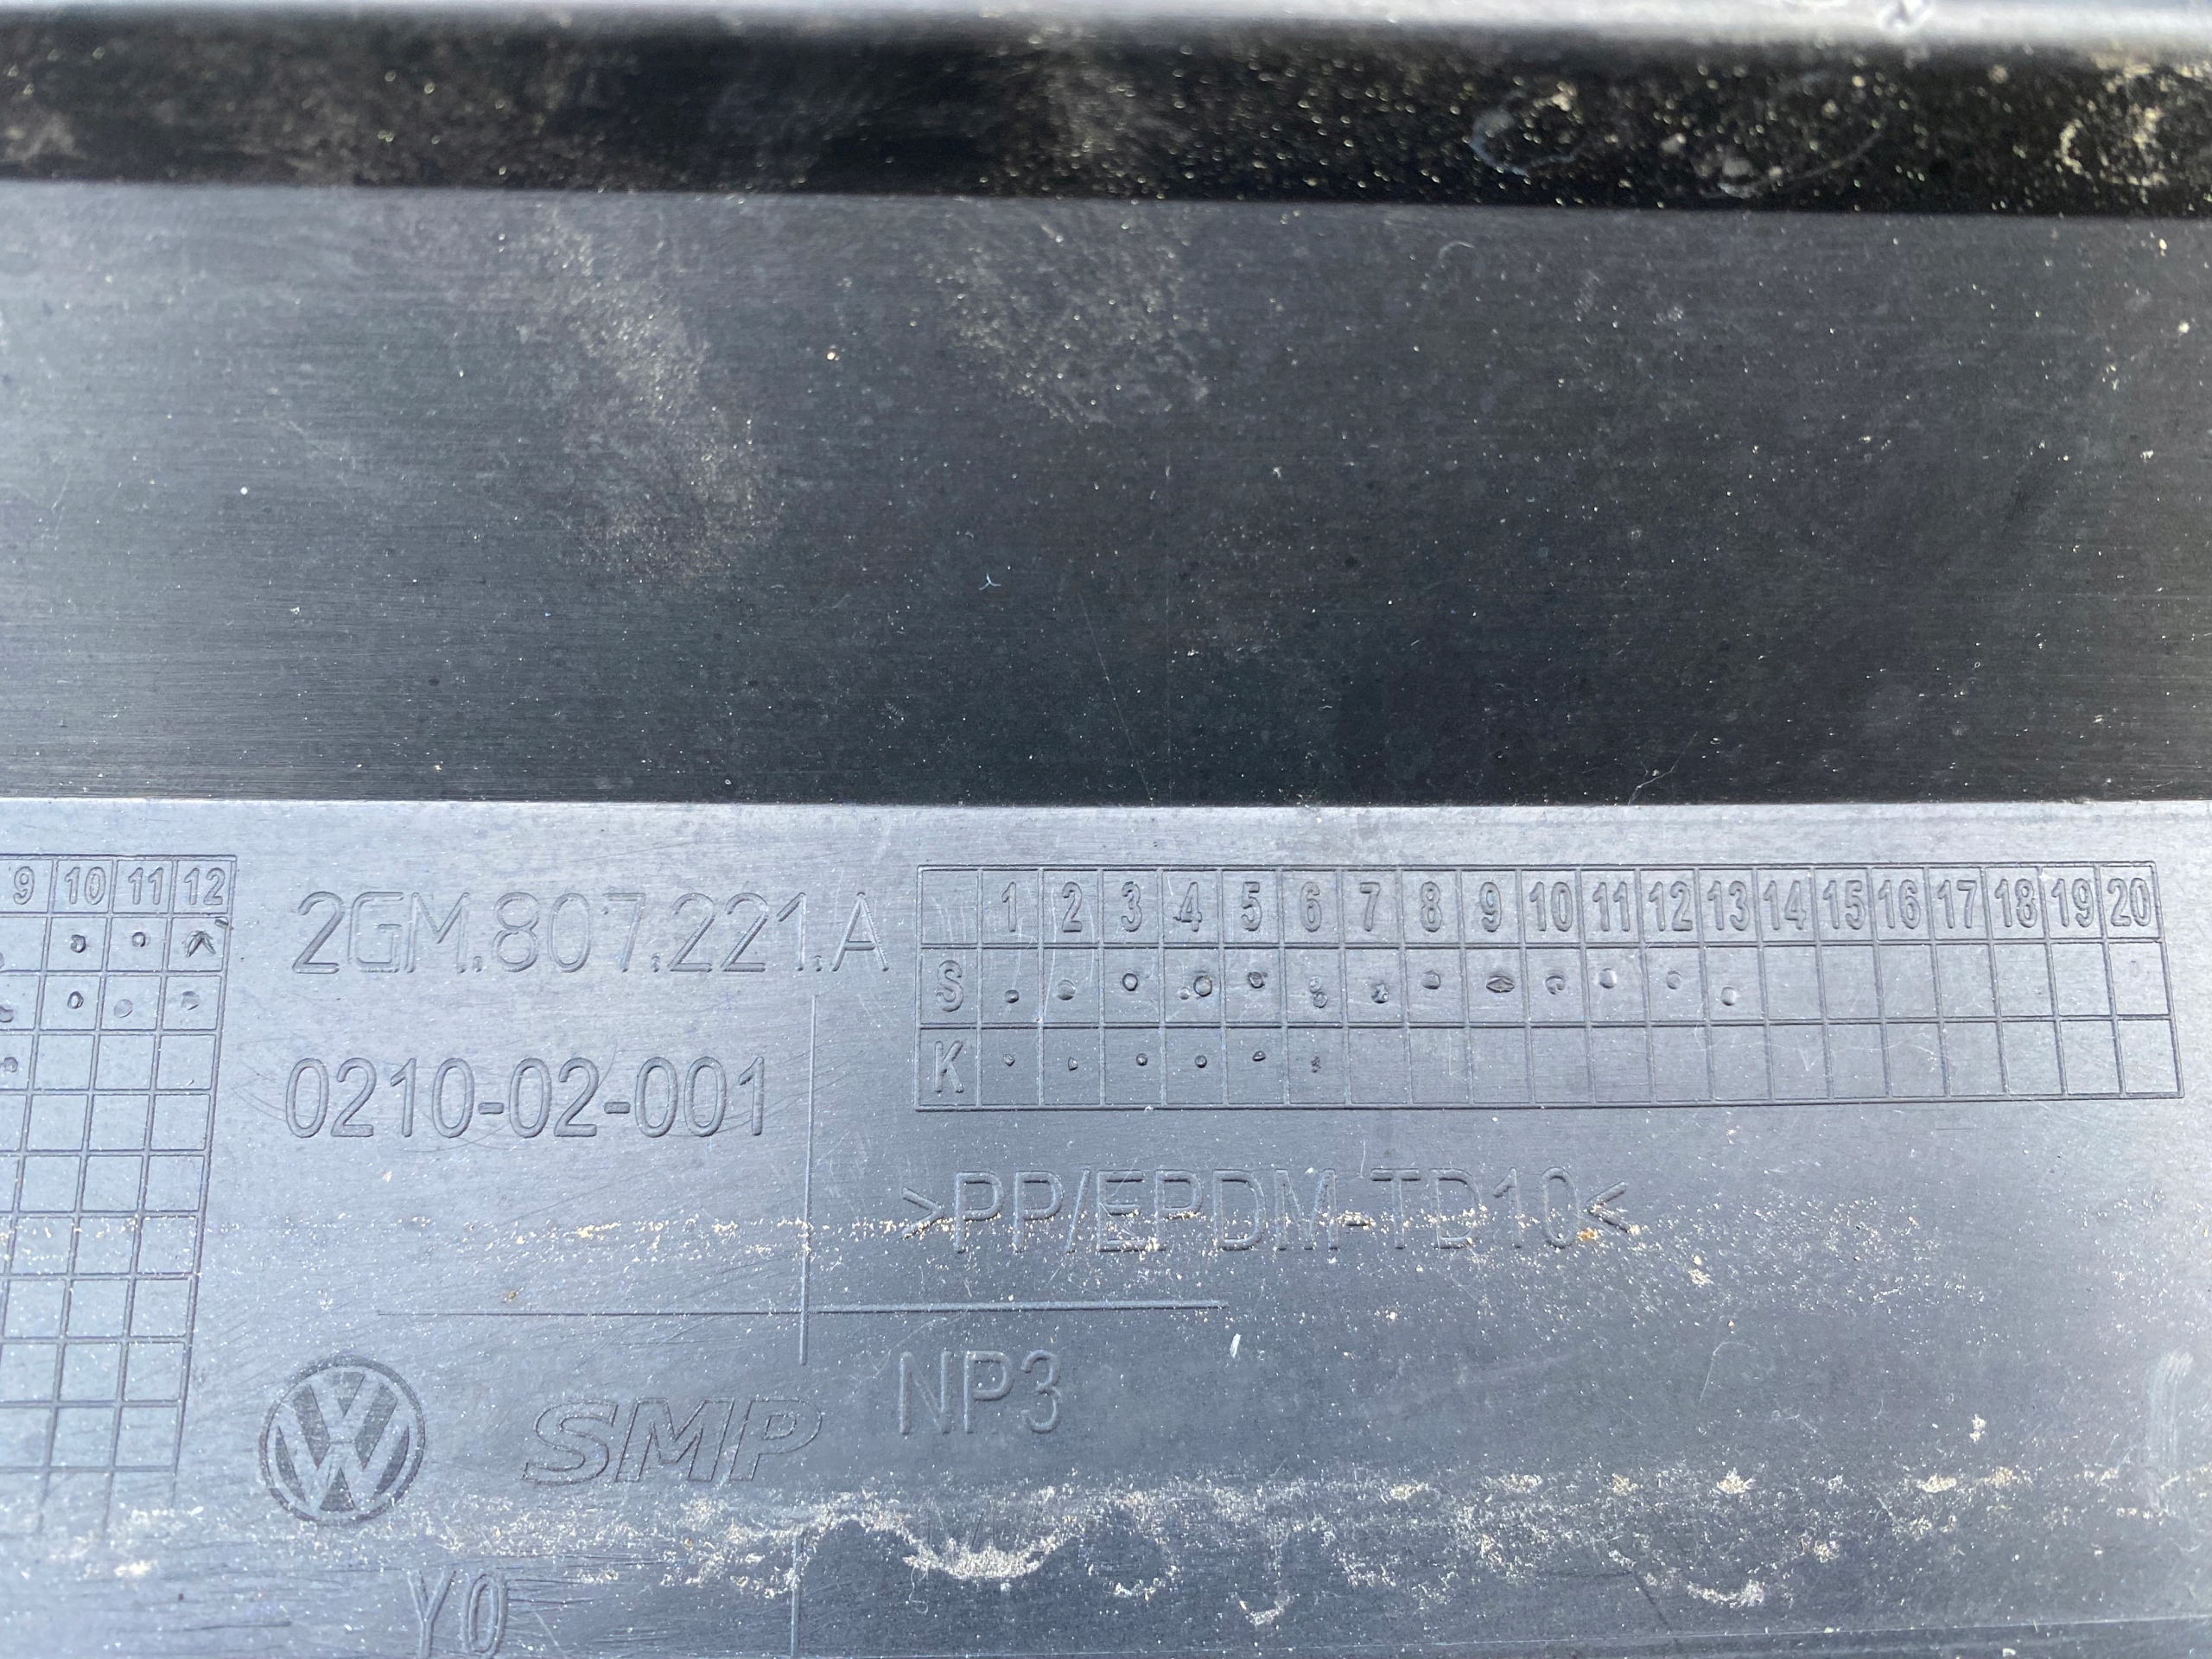 9 10 11 12
2GM.807.221.A
0210-02-001
1 2 3 4 5 6 7 8 9 10 11 12 13 14 15 16 17 18 19 20
S
K
>PP/EPDM-TD10<
NP3
VW
SMP
Y0